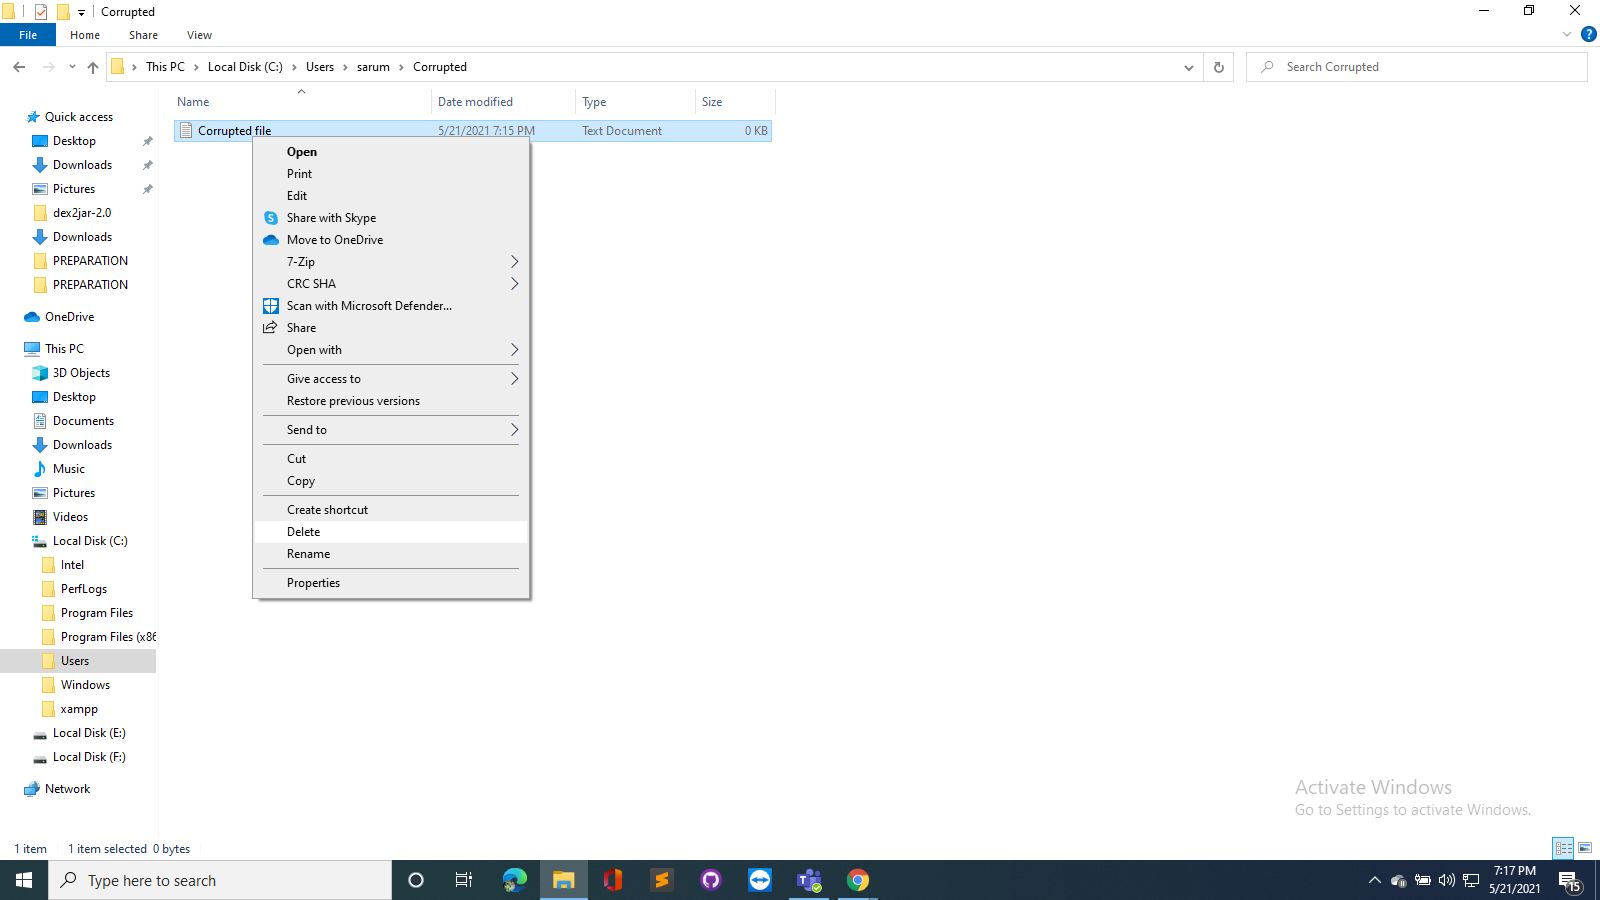 Corrupted
File Home Share View
This PC Local Disk (C:) Users sarum Corrupted
Search Corrupted
Name Date modified Type Size
Corrupted file 5/21/2021 7:15 PM Text Document 0 KB
Quick access
Desktop
Downloads
Pictures
dex2jar-2.0
Downloads
PREPARATION
PREPARATION
OneDrive
This PC
3D Objects
Desktop
Documents
Downloads
Music
Pictures
Videos
Local Disk (C:)
Intel
PerfLogs
Program Files
Program Files (x86
Users
Windows
xampp
Local Disk (E:)
Local Disk (F:)
Network
Open
Print
Edit
Share with Skype
Move to OneDrive
7-Zip
CRC SHA
Scan with Microsoft Defender...
Share
Open with
Give access to
Restore previous versions
Send to
Cut
Copy
Create shortcut
Delete
Rename
Properties
Activate Windows
Go to Settings to activate Windows.
1 item 1 item selected 0 bytes
Type here to search
7:17 PM
5/21/2021
15